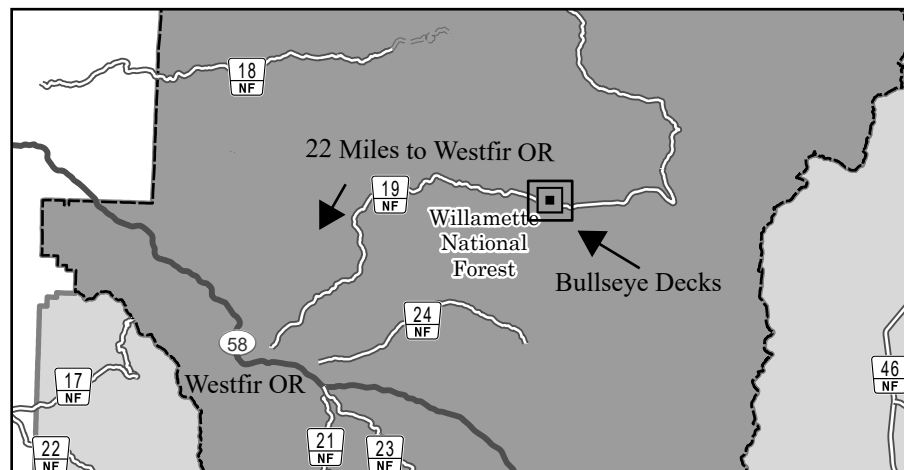 18
NF
22 Miles to Westfir OR
19
NF
Willamette
National
Forest
Bullseye Decks
24
NF
58
46
NF
17
NF
Westfir OR
21
NF
23
NF
22
NF